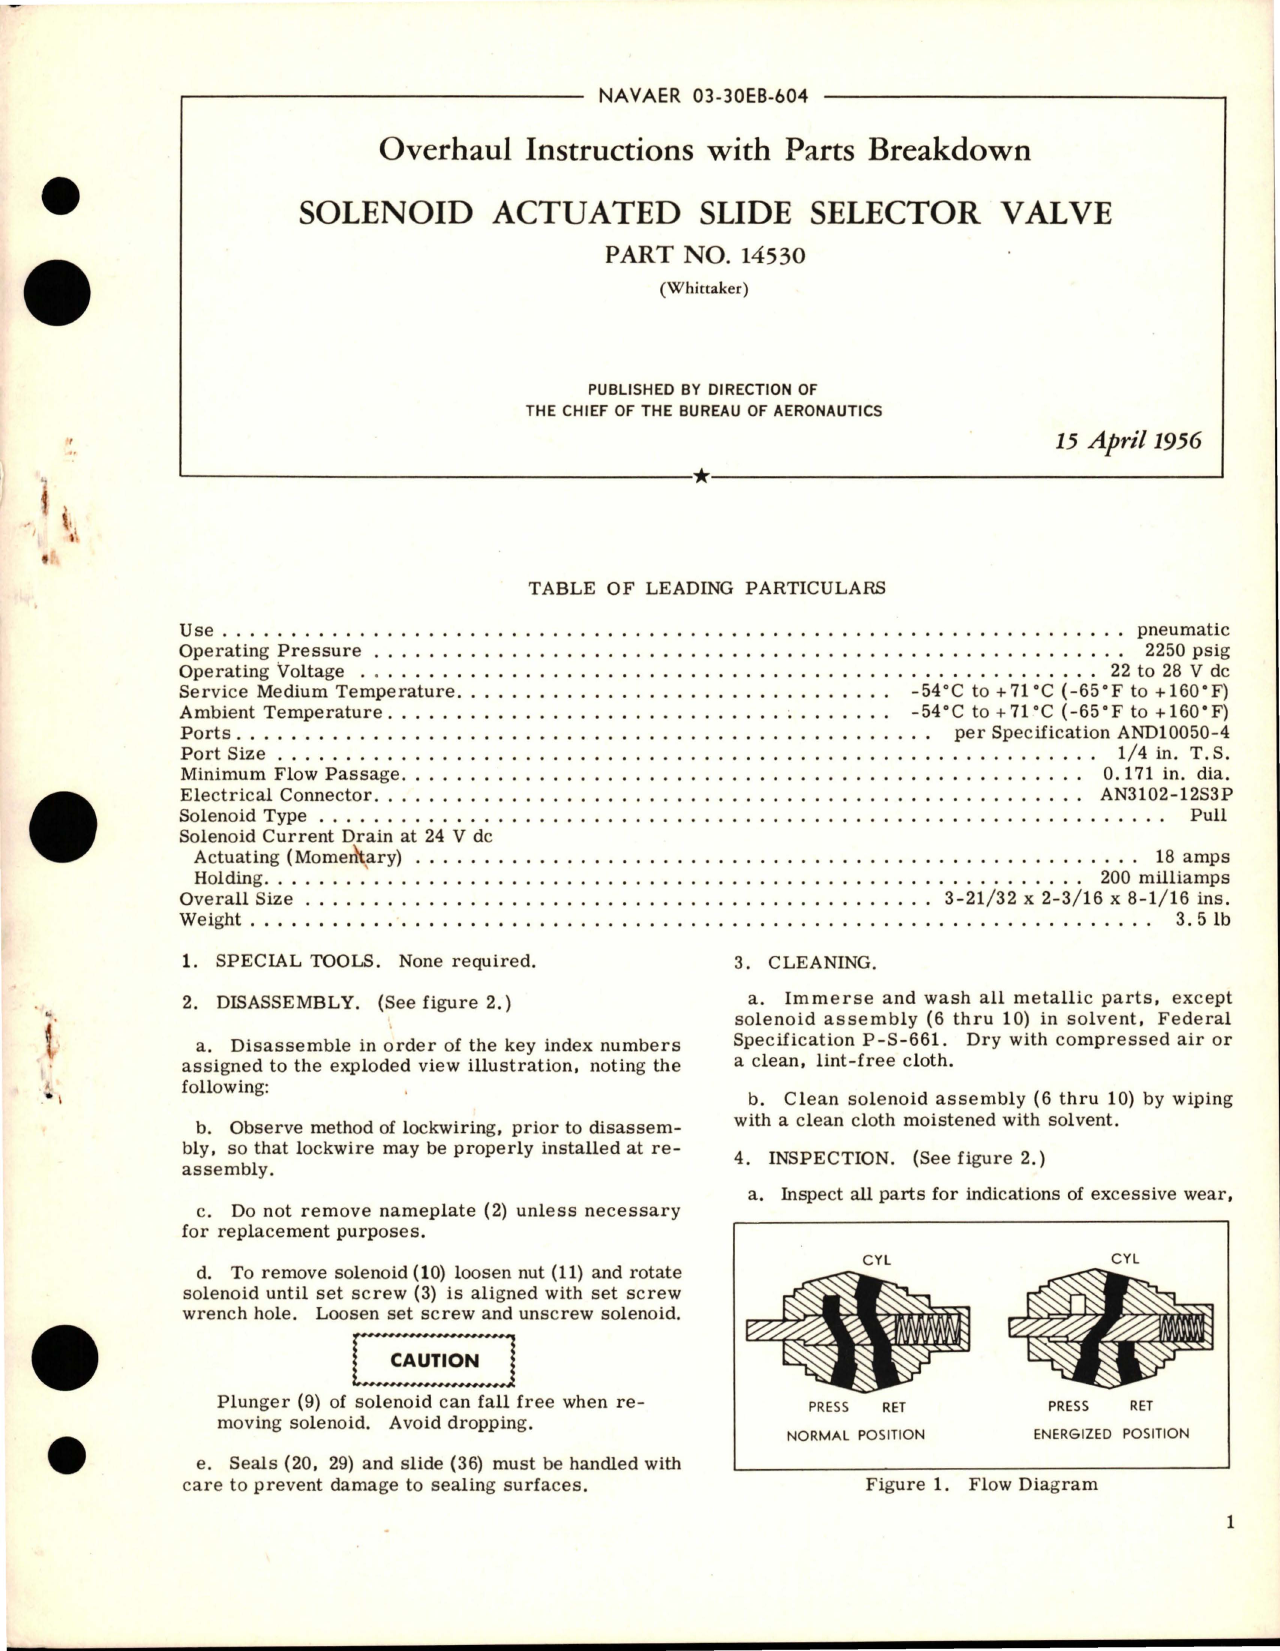 NAVAER 03-30EB-604
Overhaul Instructions with Parts Breakdown
SOLENOID ACTUATED SLIDE SELECTOR VALVE
PART NO. 14530
(Whittaker)
PUBLISHED BY DIRECTION OF
THE CHIEF OF THE BUREAU OF AERONAUTICS
15 April 1956
TABLE OF LEADING PARTICULARS
Use . . . . . pneumatic
Operating Pressure . . . . . 2250 psig
Operating Voltage . . . . . 22 to 28 V dc
Service Medium Temperature. . . . . -54°C to +71°C (-65°F to +160°F)
Ambient Temperature . . . . . -54°C to +71°C (-65°F to +160°F)
Ports . . . . . per Specification AND10050-4
Port Size . . . . . 1/4 in. T.S.
Minimum Flow Passage. . . . . 0.171 in. dia.
Electrical Connector. . . . . AN3102-12S3P
Solenoid Type . . . . . Pull
Solenoid Current Drain at 24 V dc
Actuating (Momentary) . . . . . 18 amps
Holding. . . . . 200 milliamps
Overall Size . . . . . 3-21/32 x 2-3/16 x 8-1/16 ins.
Weight . . . . . 3.5 lb
1. SPECIAL TOOLS. None required.
2. DISASSEMBLY. (See figure 2.)
a. Disassemble in order of the key index numbers
assigned to the exploded view illustration, noting the
following:
b. Observe method of lockwiring, prior to disassem-
bly, so that lockwire may be properly installed at re-
assembly.
c. Do not remove nameplate (2) unless necessary
for replacement purposes.
d. To remove solenoid (10) loosen nut (11) and rotate
solenoid until set screw (3) is aligned with set screw
wrench hole. Loosen set screw and unscrew solenoid.
CAUTION
Plunger (9) of solenoid can fall free when re-
moving solenoid. Avoid dropping.
e. Seals (20, 29) and slide (36) must be handled with
care to prevent damage to sealing surfaces.
3. CLEANING.
a. Immerse and wash all metallic parts, except
solenoid assembly (6 thru 10) in solvent, Federal
Specification P-S-661. Dry with compressed air or
a clean, lint-free cloth.
b. Clean solenoid assembly (6 thru 10) by wiping
with a clean cloth moistened with solvent.
4. INSPECTION. (See figure 2.)
a. Inspect all parts for indications of excessive wear,
CYL CYL
PRESS RET PRESS RET
NORMAL POSITION ENERGIZED POSITION
Figure 1. Flow Diagram
1